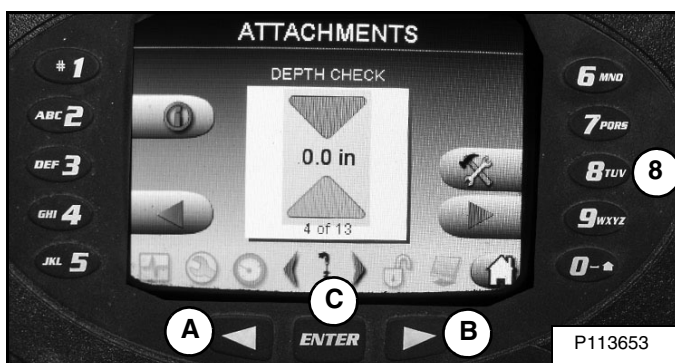 ATTACHMENTS
DEPTH CHECK
0.0 in
4 of 13
# 1
ABC 2
DEF 3
GHI 4
JKL 5
6 MNO
7 PQRS
8 TUV
9 WXYZ
0 -
8
A
C
B
ENTER
P113653